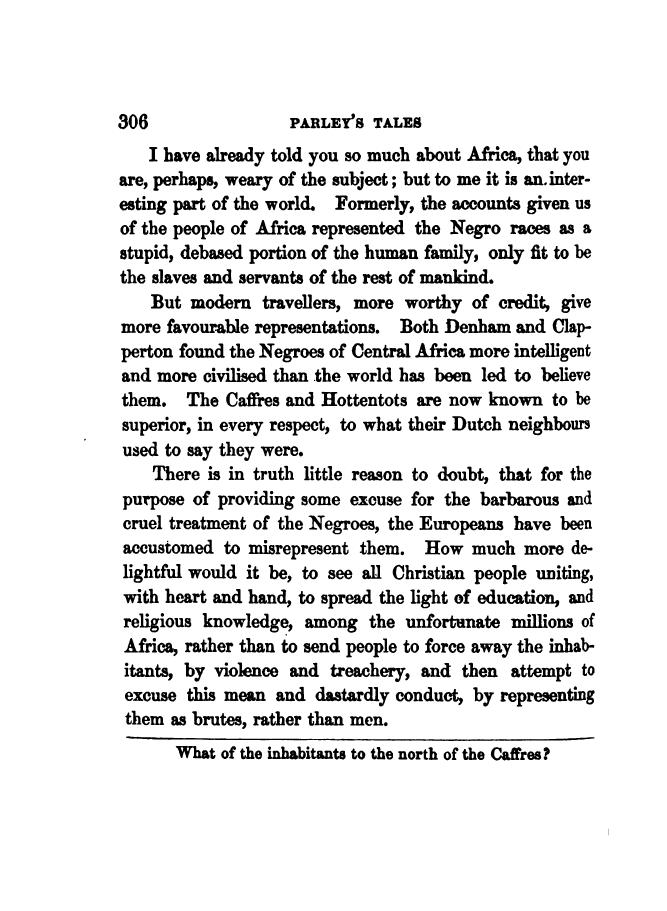 306 PARLEY'S TALES
I have already told you so much about Africa, that you
are, perhaps, weary of the subject; but to me it is an. inter-
esting part of the world. Formerly, the accounts given us
of the people of Africa represented the Negro races as a
stupid, debased portion of the human family, only fit to be
the slaves and servants of the rest of mankind.
But modern travellers, more worthy of credit, give
more favourable representations. Both Denham and Clap-
perton found the Negroes of Central Africa more intelligent
and more civilised than the world has been led to believe
them. The Caffres and Hottentots are now known to be
superior, in every respect, to what their Dutch neighbours
used to say they were.
There is in truth little reason to doubt, that for the
purpose of providing some excuse for the barbarous and
cruel treatment of the Negroes, the Europeans have been
accustomed to misrepresent them. How much more de-
lightful would it be, to see all Christian people uniting,
with heart and hand, to spread the light of education, and
religious knowledge, among the unfortunate millions of
Africa, rather than to send people to force away the inhab-
itants, by violence and treachery, and then attempt to
excuse this mean and dastardly conduct, by representing
them as brutes, rather than men.
What of the inhabitants to the north of the Caffres?